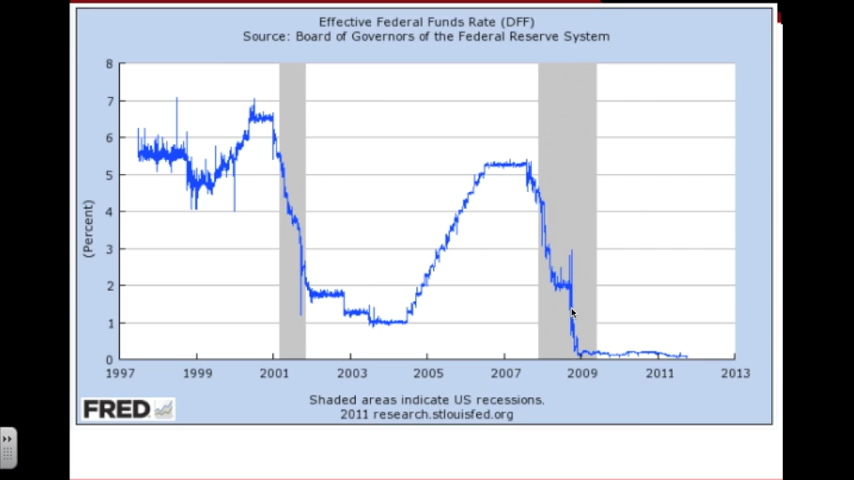 Effective Federal Funds Rate (DFF)
Source: Board of Governors of the Federal Reserve System
8
7
6
5
4
3
2
1
0
(Percent)
1997 1999 2001 2003 2005 2007 2009 2011 2013
Shaded areas indicate US recessions.
FRED 2011 research.stlouisfed.org